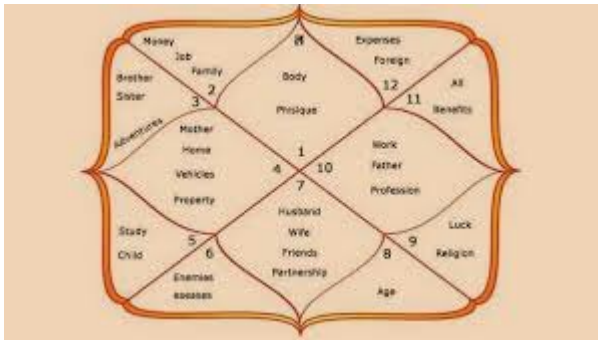 Money
Job
Family
2
Brother
Sister
3
Adventures
Body
Phisique
1
Expenses
Foreign
12
11
All
Benefits
Mother
Home
Vehicles
Property
4
10
Work
Father
Profession
7
Husband
Wife
Friends
Partnership
Study
Child
5
6
Enemies
8
Age
9
Luck
Religion